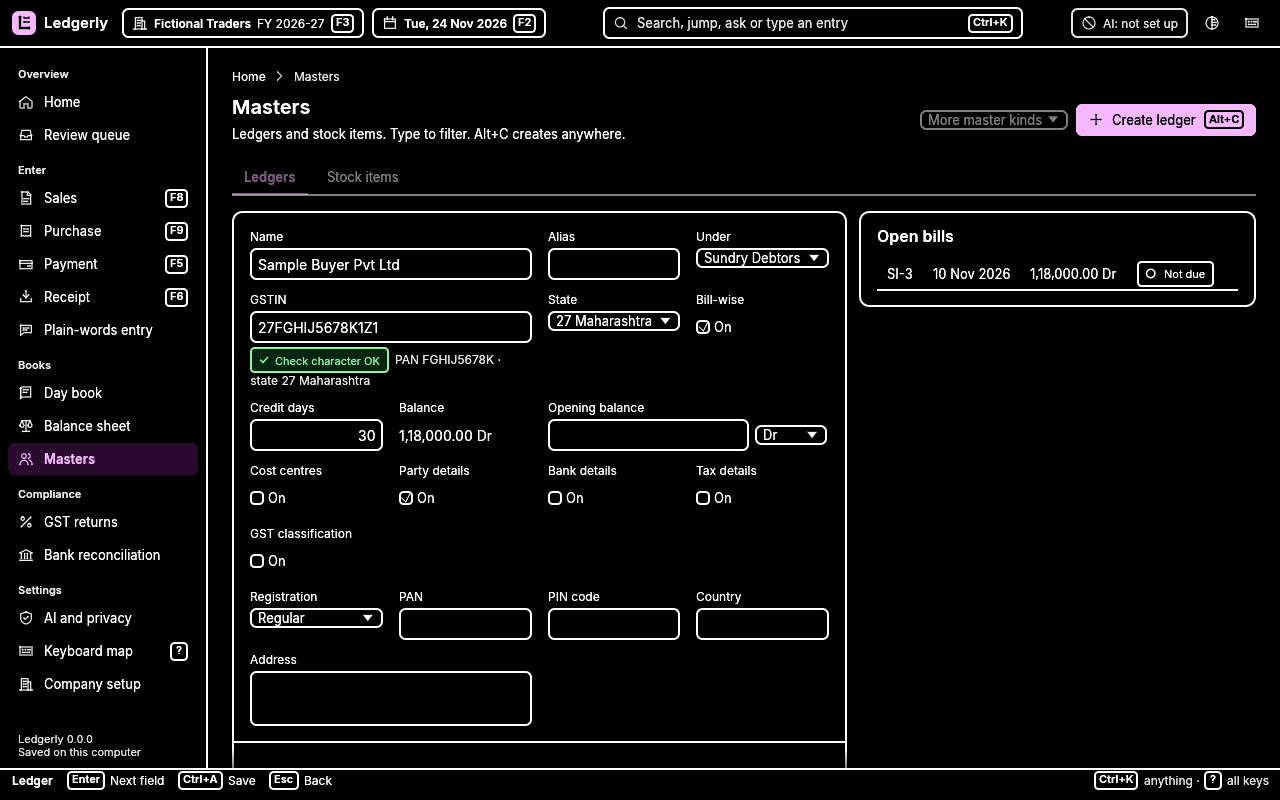 Ledgerly
Fictional Traders FY 2026-27 F3
Tue, 24 Nov 2026 F2
Search, jump, ask or type an entry Ctrl+K
AI: not set up
Overview
Home
Review queue
Enter
Sales F8
Purchase F9
Payment F5
Receipt F6
Plain-words entry
Books
Day book
Balance sheet
Masters
Compliance
GST returns
Bank reconciliation
Settings
AI and privacy
Keyboard map ?
Company setup
Ledgerly 0.0.0
Saved on this computer
Home Masters
Masters
Ledgers and stock items. Type to filter. Alt+C creates anywhere.
More master kinds
Create ledger Alt+C
Ledgers Stock items
Name Alias Under
Sample Buyer Pvt Ltd Sundry Debtors
GSTIN State Bill-wise
27FGHIJ5678K1Z1 27 Maharashtra On
Check character OK PAN FGHIJ5678K ·
state 27 Maharashtra
Credit days Balance Opening balance
30 1,18,000.00 Dr Dr
Cost centres Party details Bank details Tax details
On On On On
GST classification
On
Registration PAN PIN code Country
Regular
Address
Open bills
SI-3 10 Nov 2026 1,18,000.00 Dr Not due
Ledger Enter Next field Ctrl+A Save Esc Back
Ctrl+K anything · ? all keys